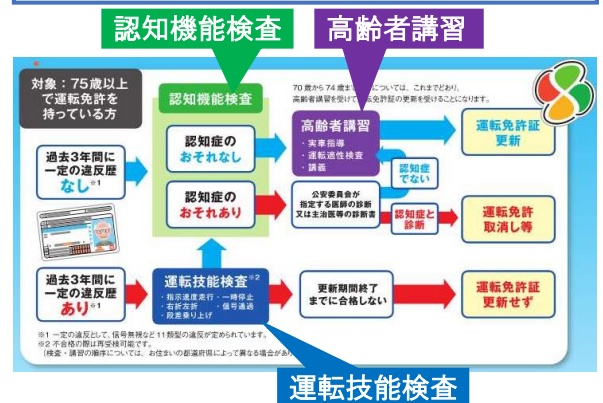 認知機能検査
高齢者講習
対象：75歳以上
で運転免許を
持っている方
認知機能検査
70歳から74歳まで
については、これまでどおり、
高齢者講習を受けて
免許証の更新を受けることになります。
過去3年間に
一定の違反歴
なし※1
認知症の
おそれなし
高齢者講習
・実車指導
・運転適性検査
・講義
運転免許証
更新
認知症
でない
認知症の
おそれあり
公安委員会が
指定する医師の診断
又は主治医等の診断書
認知症と
診断
運転免許
取消し等
過去3年間に
一定の違反歴
あり※1
運転技能検査※2
・指示速度走行・一時停止
・右折左折　・信号通過
・段差乗り上げ
更新期間終了
までに合格しない
運転免許証
更新せず
※1 一定の違反として、信号無視など11類型の違反が定められています。
※2 不合格の際は再受検可能です。
（検査・講習の順序については、お住まいの都道府県によって異なる場合があ
運転技能検査